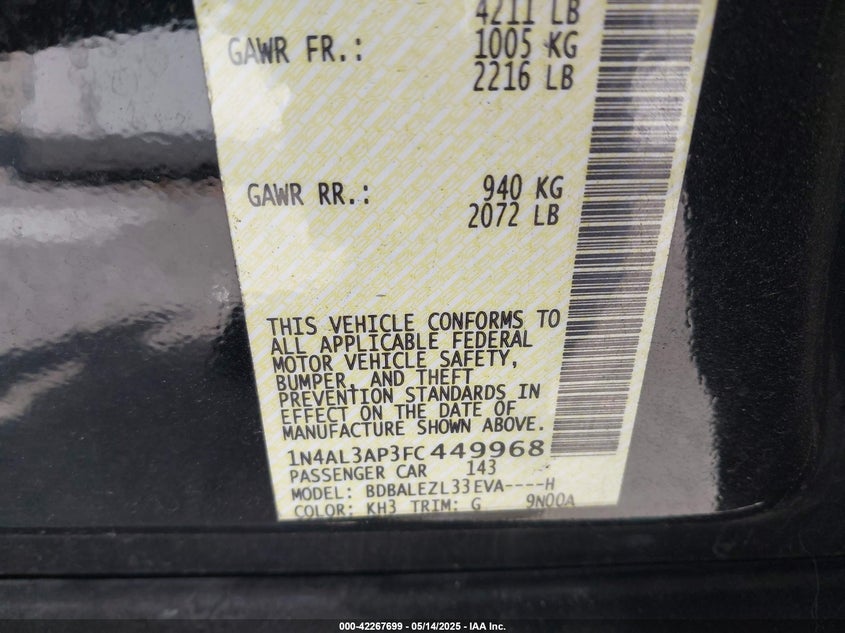 4211 LB
GAWR FR.: 1005 KG
2216 LB
GAWR RR.: 940 KG
2072 LB
THIS VEHICLE CONFORMS TO
ALL APPLICABLE FEDERAL
MOTOR VEHICLE SAFETY,
BUMPER, AND THEFT
PREVENTION STANDARDS IN
EFFECT ON THE DATE OF
MANUFACTURE SHOWN ABOVE.
1N4AL3AP3FC449968
PASSENGER CAR 143
MODEL: BDBALEZL33EVA----H
COLOR: KH3 TRIM: G 9N00A
000-42267699 - 05/14/2025 - IAA Inc.